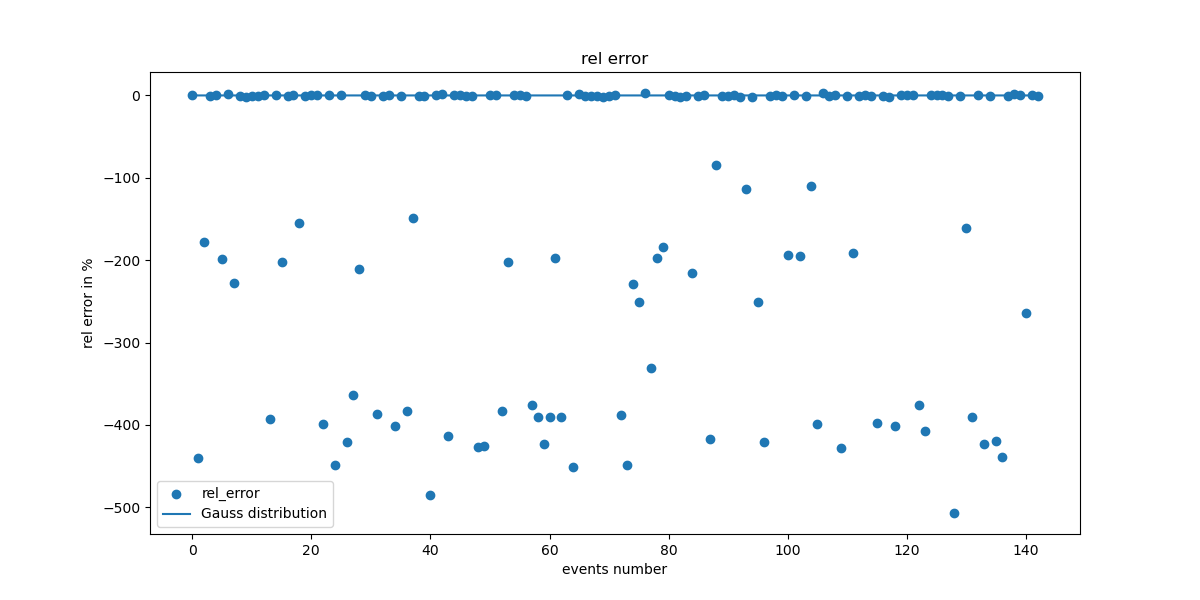 rel error
0
−100
−200
−300
−400
−500
rel error in %
rel_error
Gauss distribution
0 20 40 60 80 100 120 140
events number